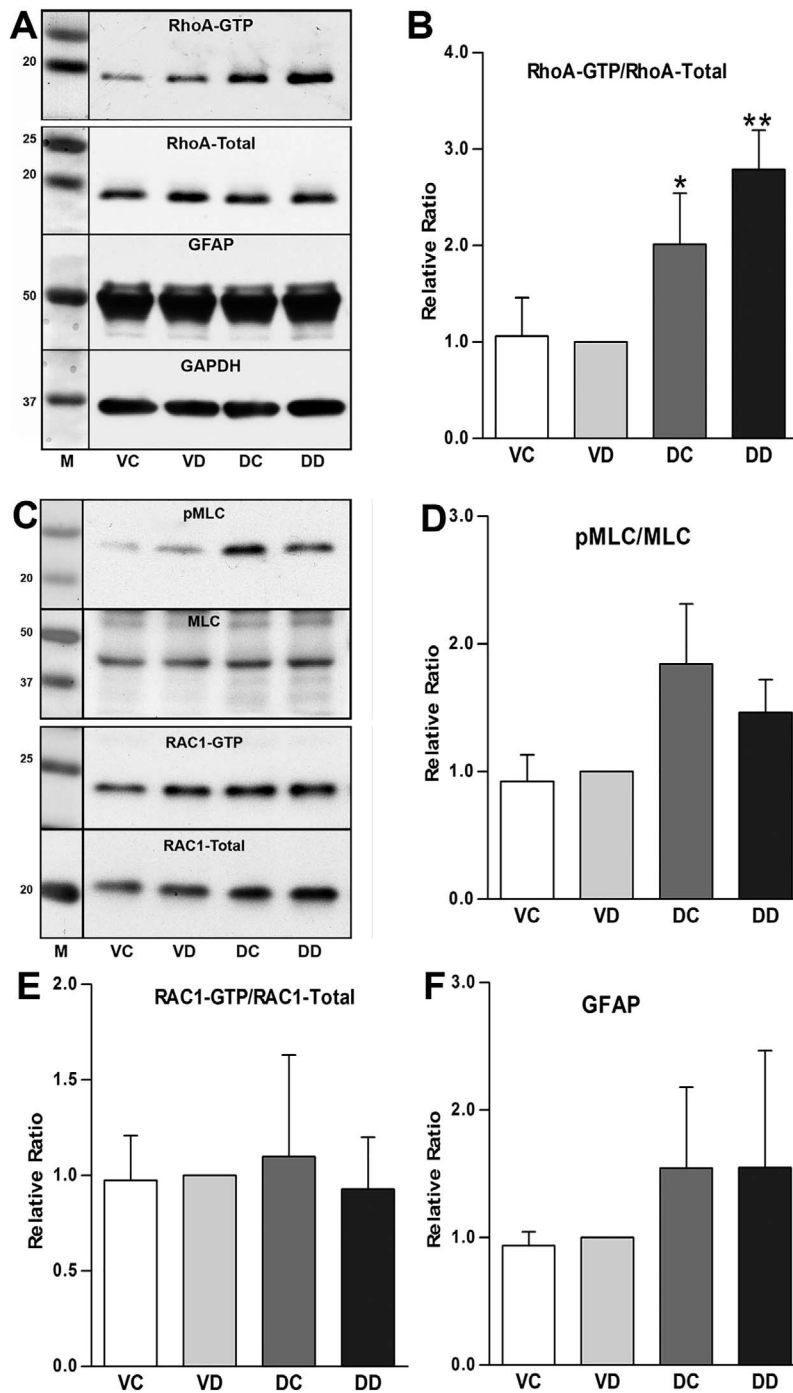 A
RhoA-GTP
20
RhoA-Total
25
20
GFAP
50
GAPDH
37
M VC VD DC DD
B
RhoA-GTP/RhoA-Total
Relative Ratio
4.0
3.0
2.0
1.0
0.0
*
**
VC VD DC DD
C
pMLC
20
MLC
50
37
RAC1-GTP
25
RAC1-Total
20
M VC VD DC DD
D
pMLC/MLC
Relative Ratio
3.0
2.0
1.0
0.0
VC VD DC DD
E
RAC1-GTP/RAC1-Total
Relative Ratio
2.0
1.5
1.0
0.5
0.0
VC VD DC DD
F
GFAP
Relative Ratio
3.0
2.0
1.0
0.0
VC VD DC DD